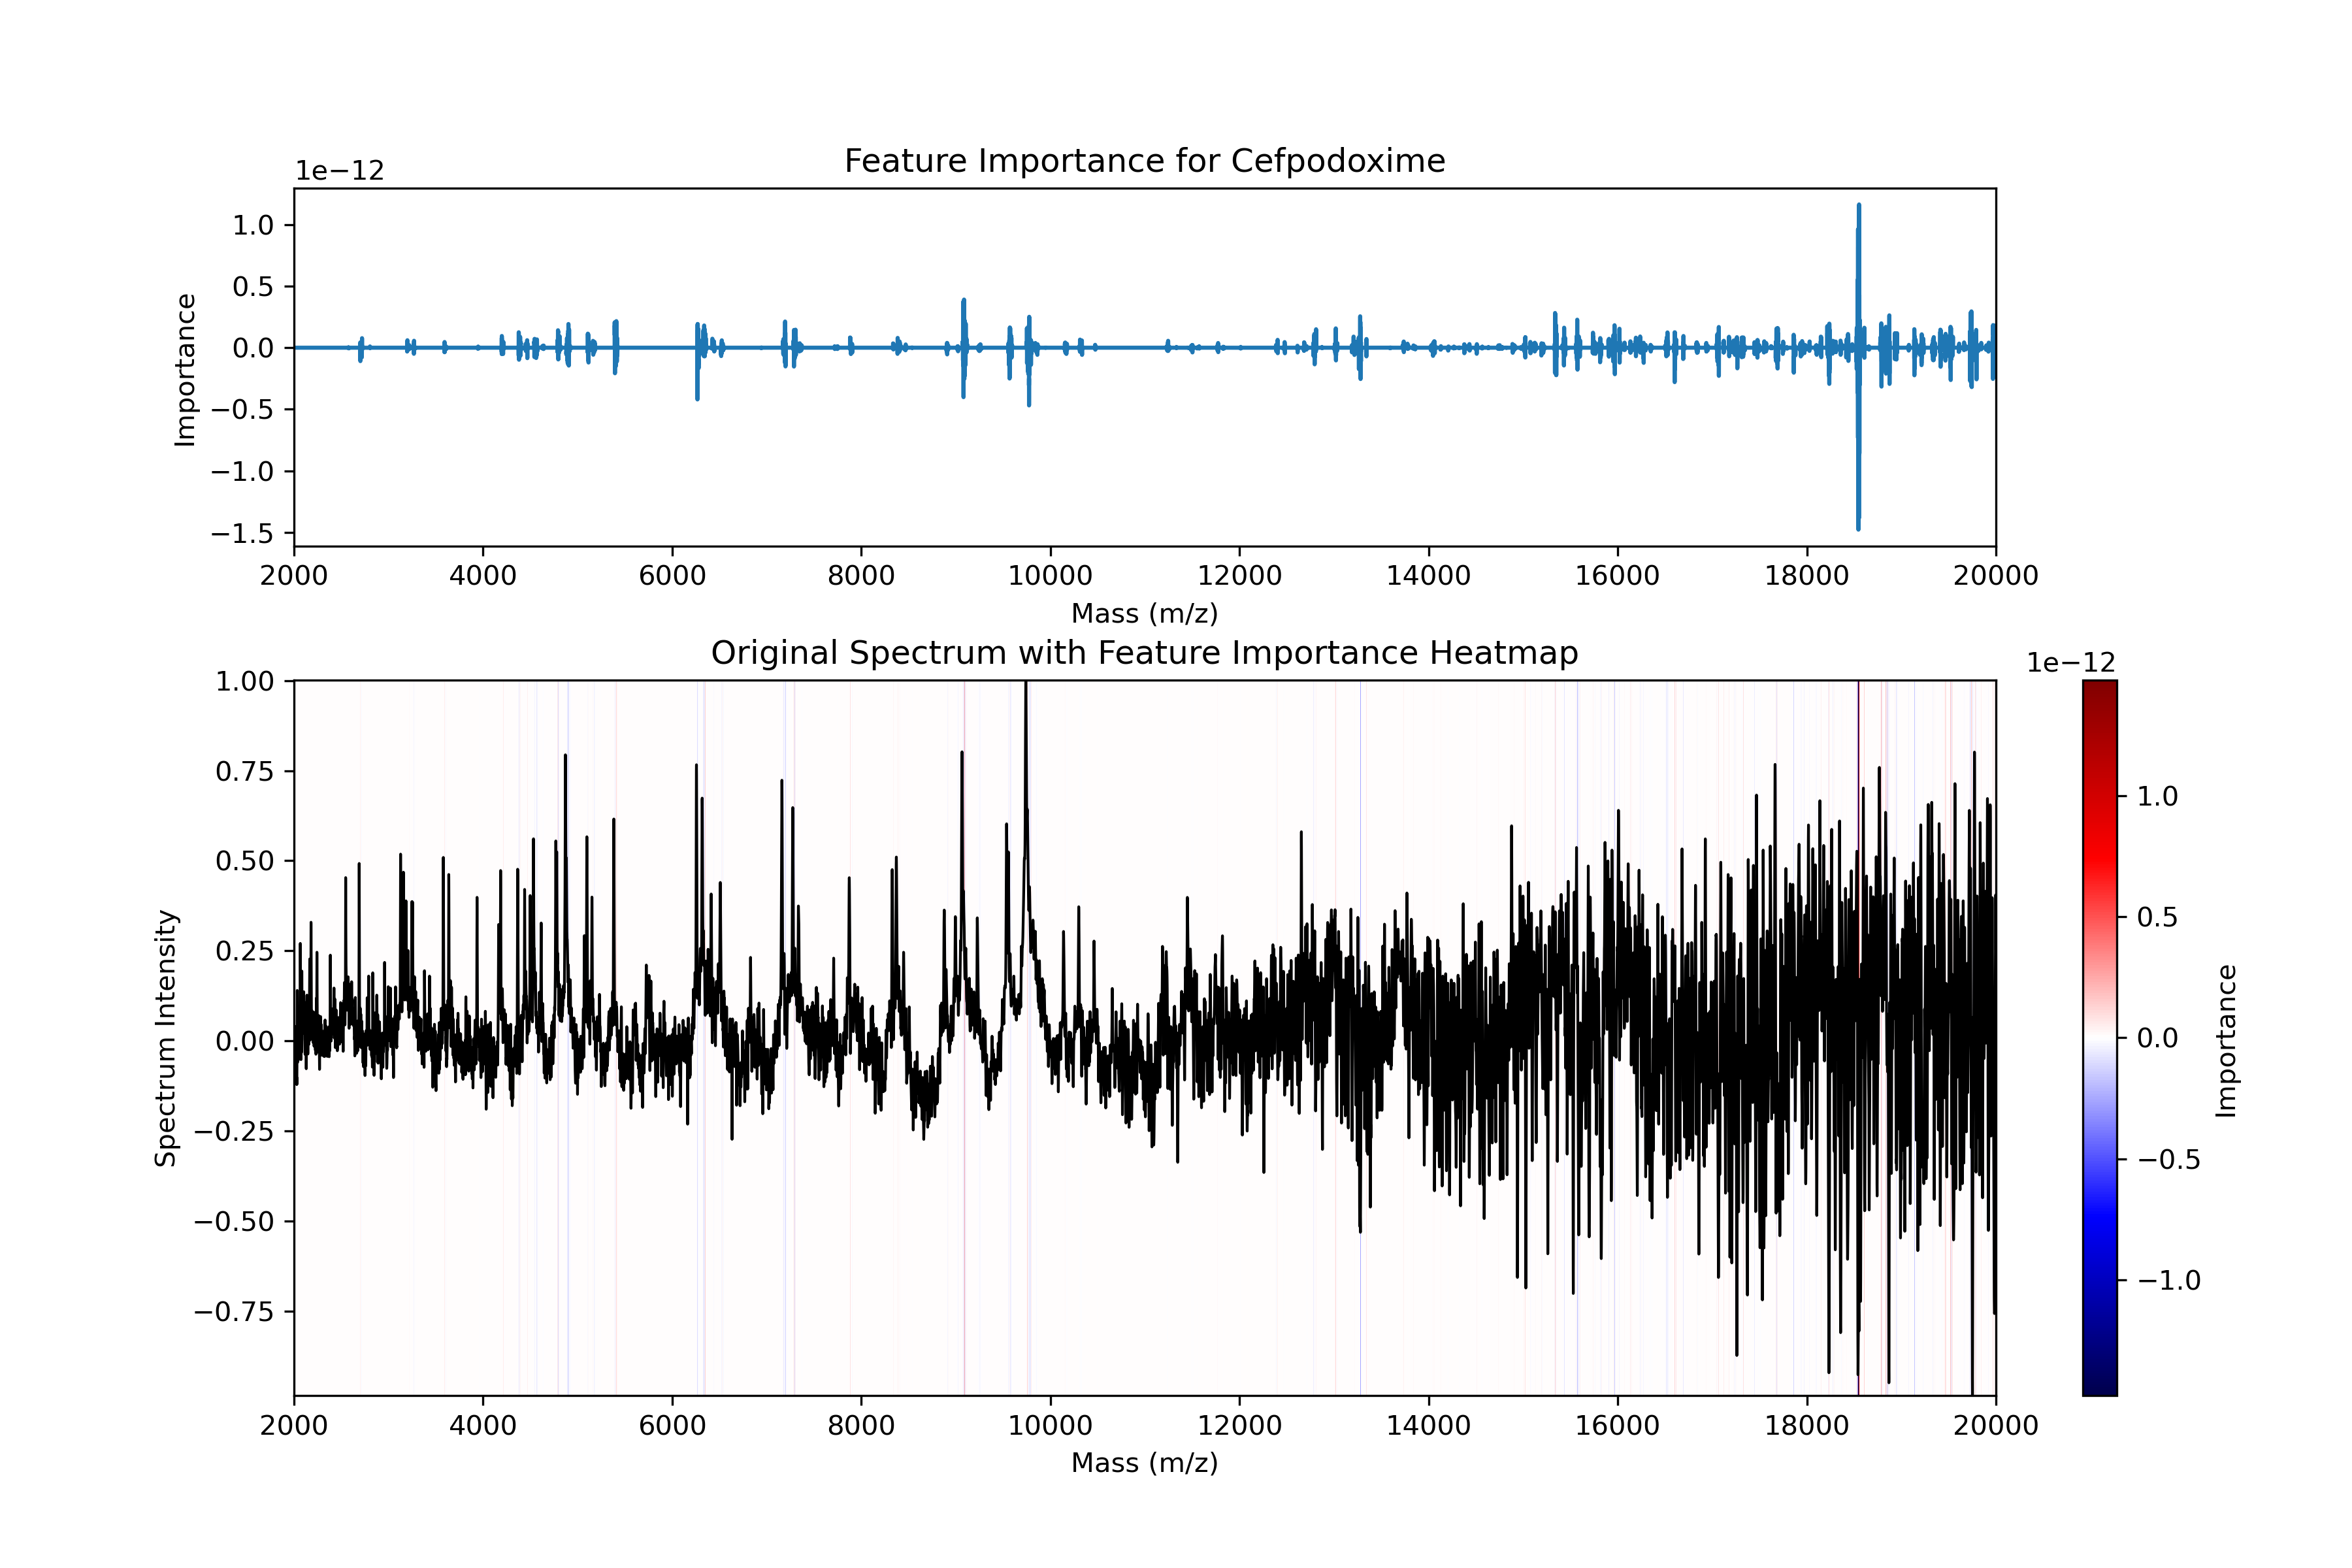 Feature Importance for Cefpodoxime
1e−12
1.0
0.5
0.0
−0.5
−1.0
−1.5
Importance
2000 4000 6000 8000 10000 12000 14000 16000 18000 20000
Mass (m/z)
Original Spectrum with Feature Importance Heatmap
1.00
0.75
0.50
0.25
0.00
−0.25
−0.50
−0.75
Spectrum Intensity
2000 4000 6000 8000 10000 12000 14000 16000 18000 20000
Mass (m/z)
1e−12
1.0
0.5
0.0
−0.5
−1.0
Importance